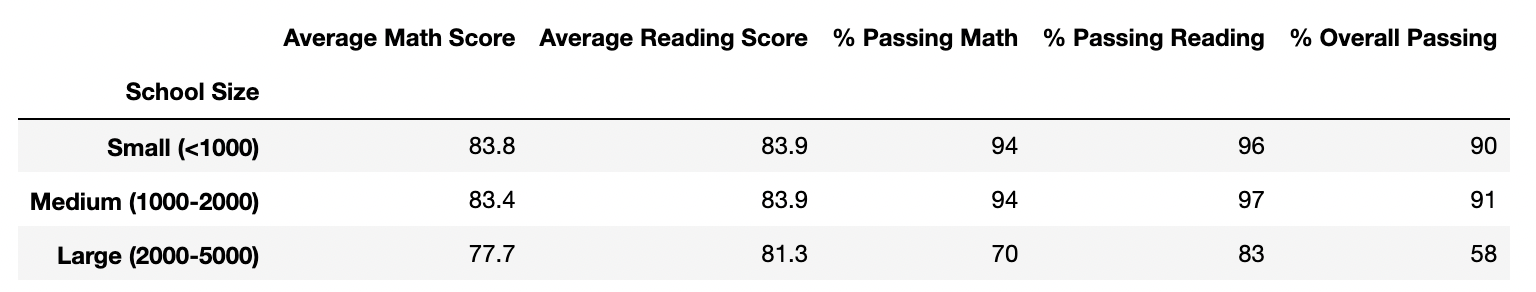 Average Math Score Average Reading Score % Passing Math % Passing Reading % Overall Passing
School Size
Small (<1000) 83.8 83.9 94 96 90
Medium (1000-2000) 83.4 83.9 94 97 91
Large (2000-5000) 77.7 81.3 70 83 58